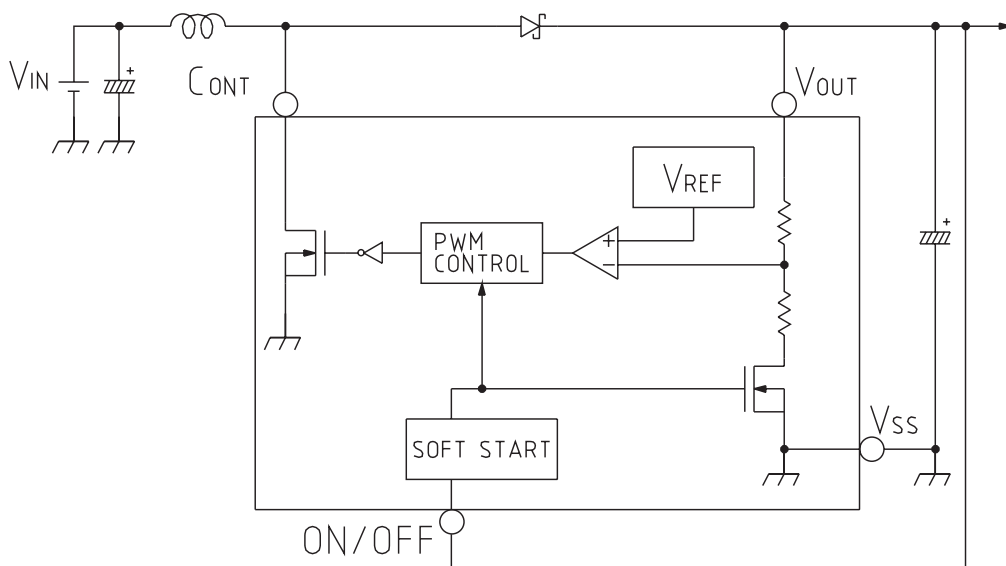 +
VIN
CONT
VOUT
VREF
+
PWM
CONTROL
+
−
VSS
SOFT START
ON/OFF